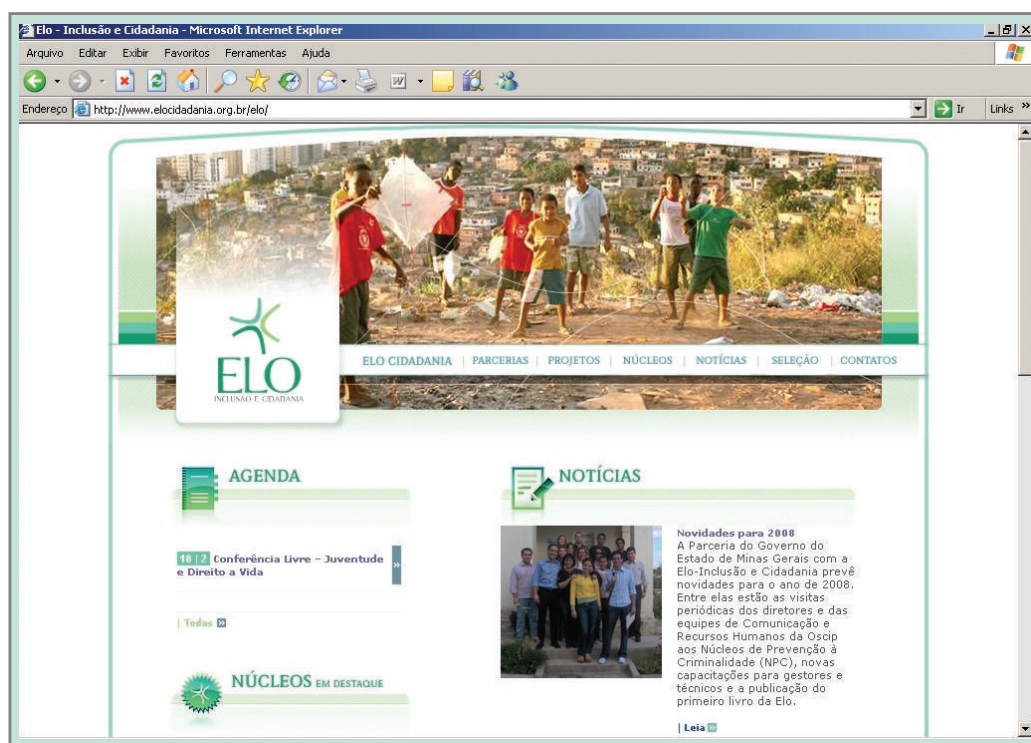 Elo - Inclusão e Cidadania - Microsoft Internet Explorer
Arquivo Editar Exibir Favoritos Ferramentas Ajuda
Endereço http://www.elocidadania.org.br/elo/ Ir Links »
ELO CIDADANIA | PARCERIAS | PROJETOS | NÚCLEOS | NOTÍCIAS | SELEÇÃO | CONTATOS
ELO
INCLUSÃO E CIDADANIA
AGENDA
18 | 2 Conferência Livre – Juventude
e Direito a Vida
| Todas
NÚCLEOS EM DESTAQUE
NOTÍCIAS
Novidades para 2008
A Parceria do Governo do
Estado de Minas Gerais com a
Elo-Inclusão e Cidadania prevê
novidades para o ano de 2008.
Entre elas estão as visitas
periódicas dos diretores e das
equipes de Comunicação e
Recursos Humanos da Oscip
aos Núcleos de Prevenção à
Criminalidade (NPC), novas
capacitações para gestores e
técnicos e a publicação do
primeiro livro da Elo.
| Leia